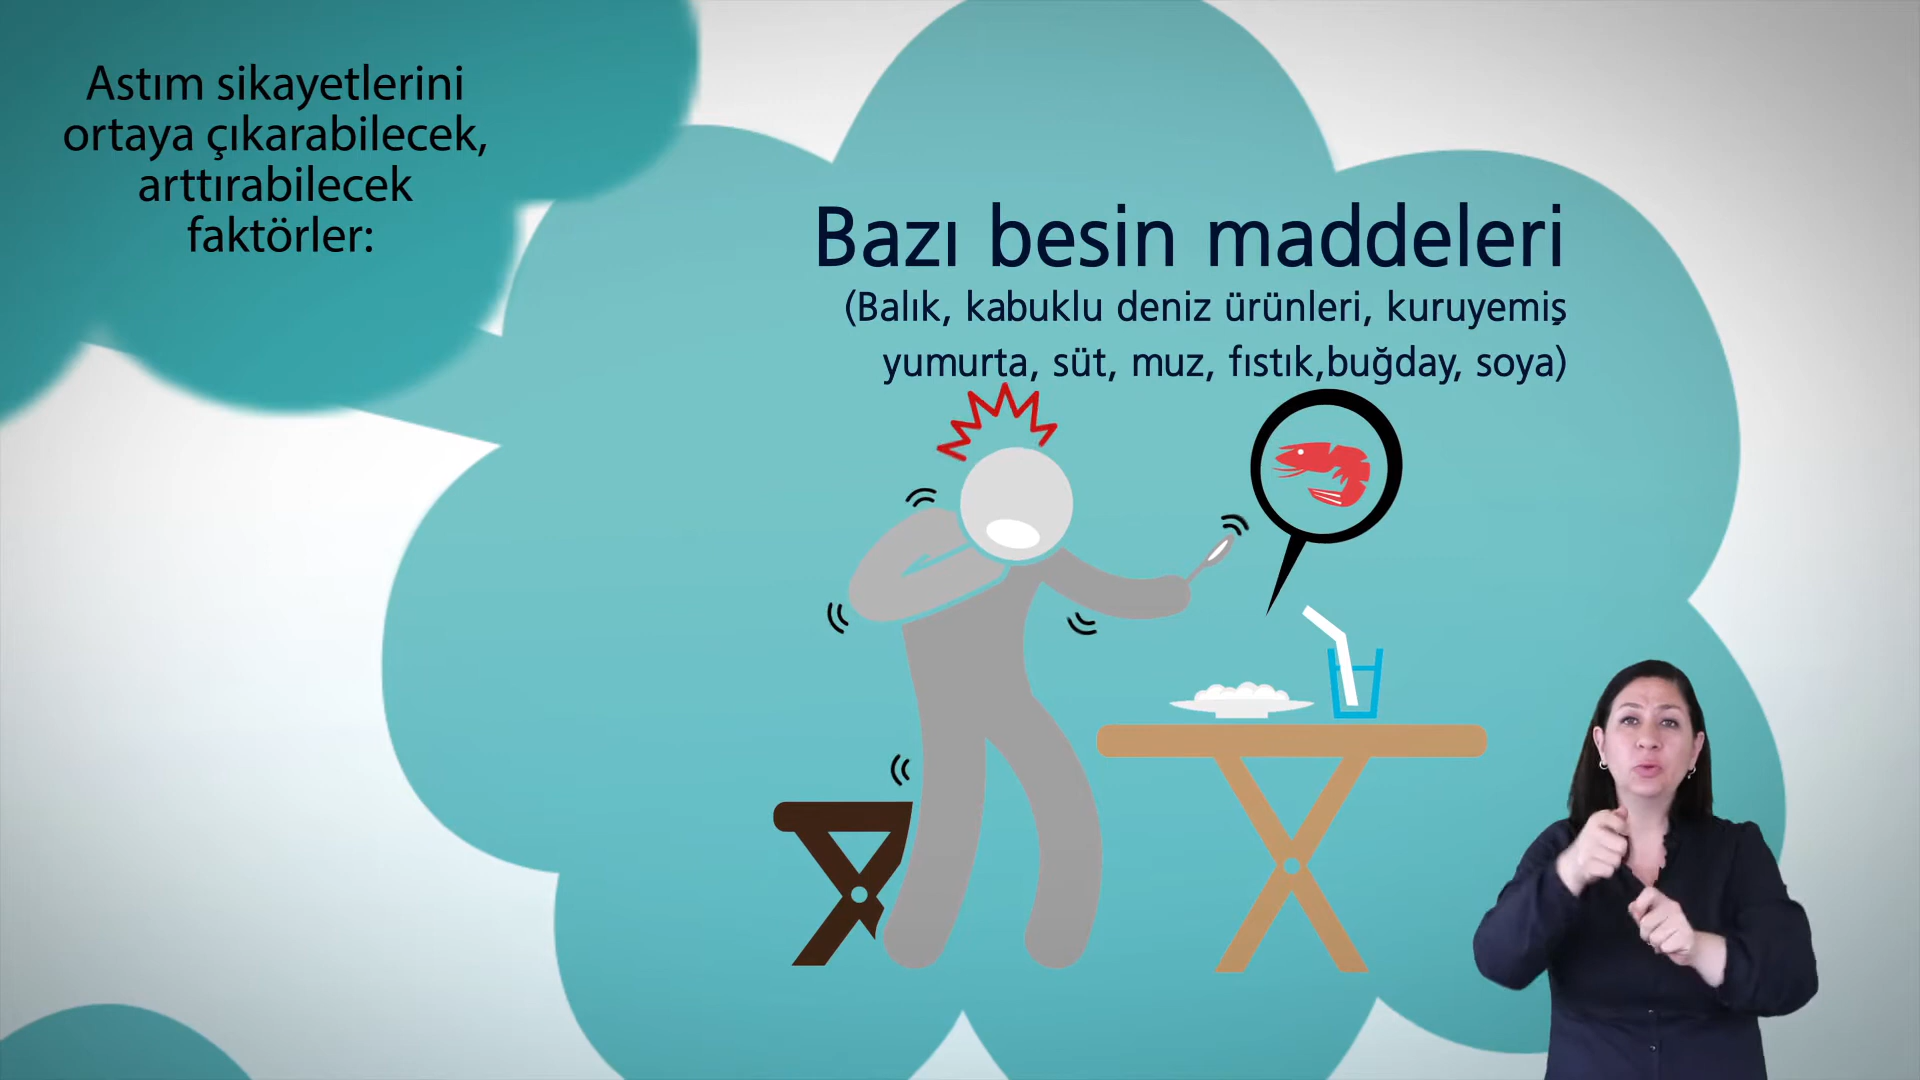 Astım sikayetlerini
ortaya çıkarabilecek,
arttırabilecek
faktörler:
Bazı besin maddeleri
(Balık, kabuklu deniz ürünleri, kuruyemiş
yumurta, süt, muz, fıstık,buğday, soya)